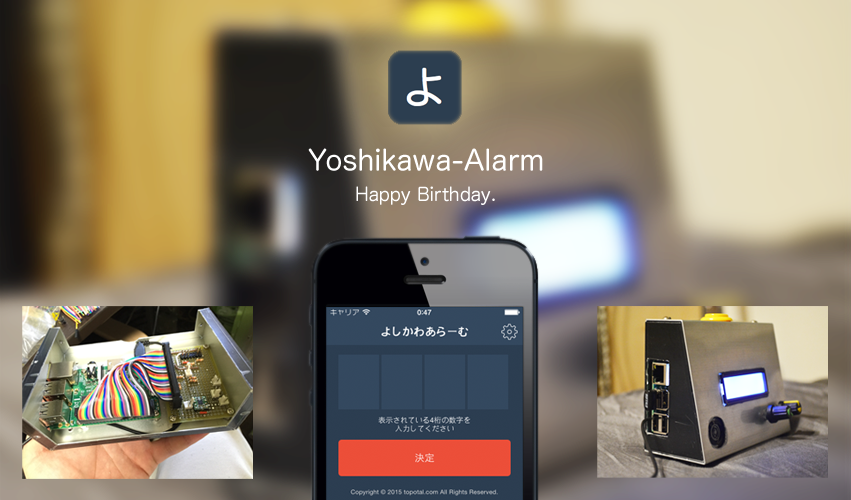 よ
Yoshikawa-Alarm
Happy Birthday.
キャリア 0:47
よしかわあらーむ
表示されている4桁の数字を
入力してください
決定
Copyright © 2015 topotal.com All Rights Reserved.